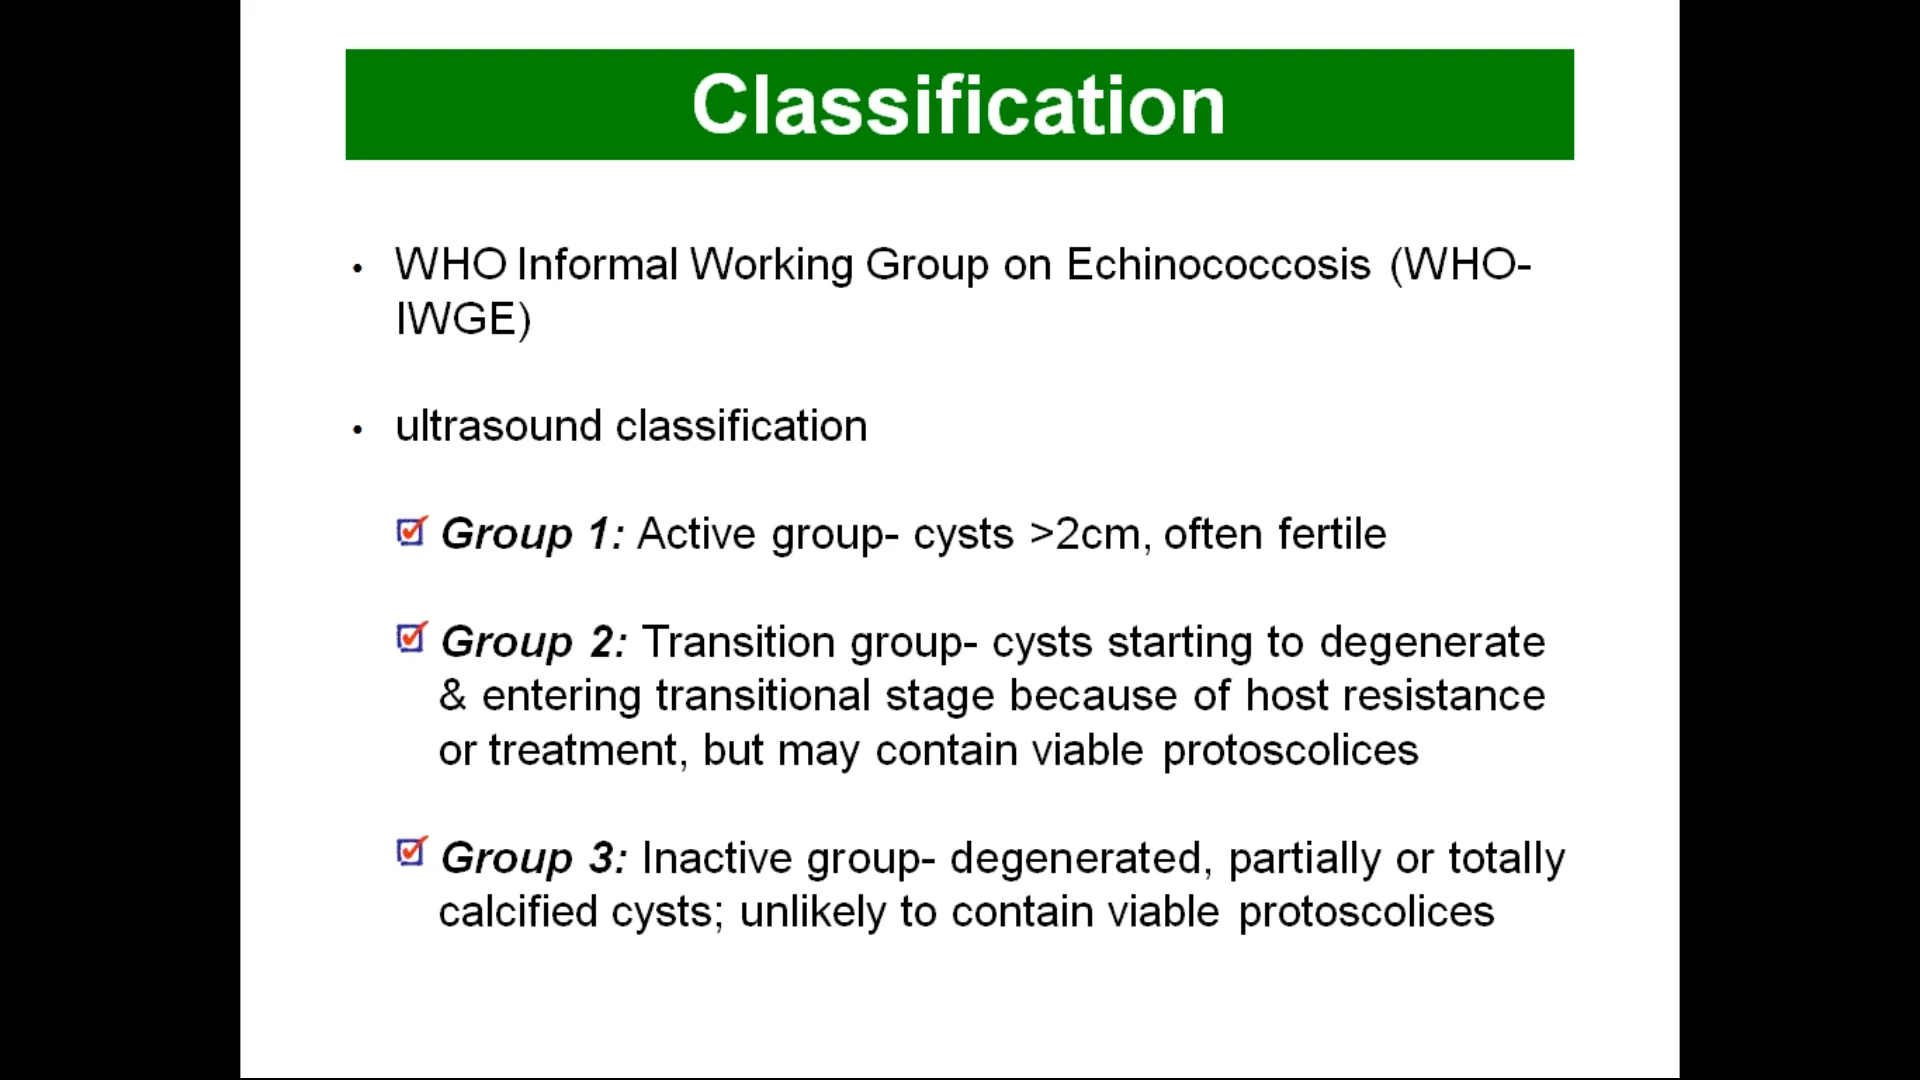 Classification
• WHO Informal Working Group on Echinococcosis (WHO-
IWGE)
• ultrasound classification
Group 1: Active group- cysts >2cm, often fertile
Group 2: Transition group- cysts starting to degenerate
& entering transitional stage because of host resistance
or treatment, but may contain viable protoscolices
Group 3: Inactive group- degenerated, partially or totally
calcified cysts; unlikely to contain viable protoscolices